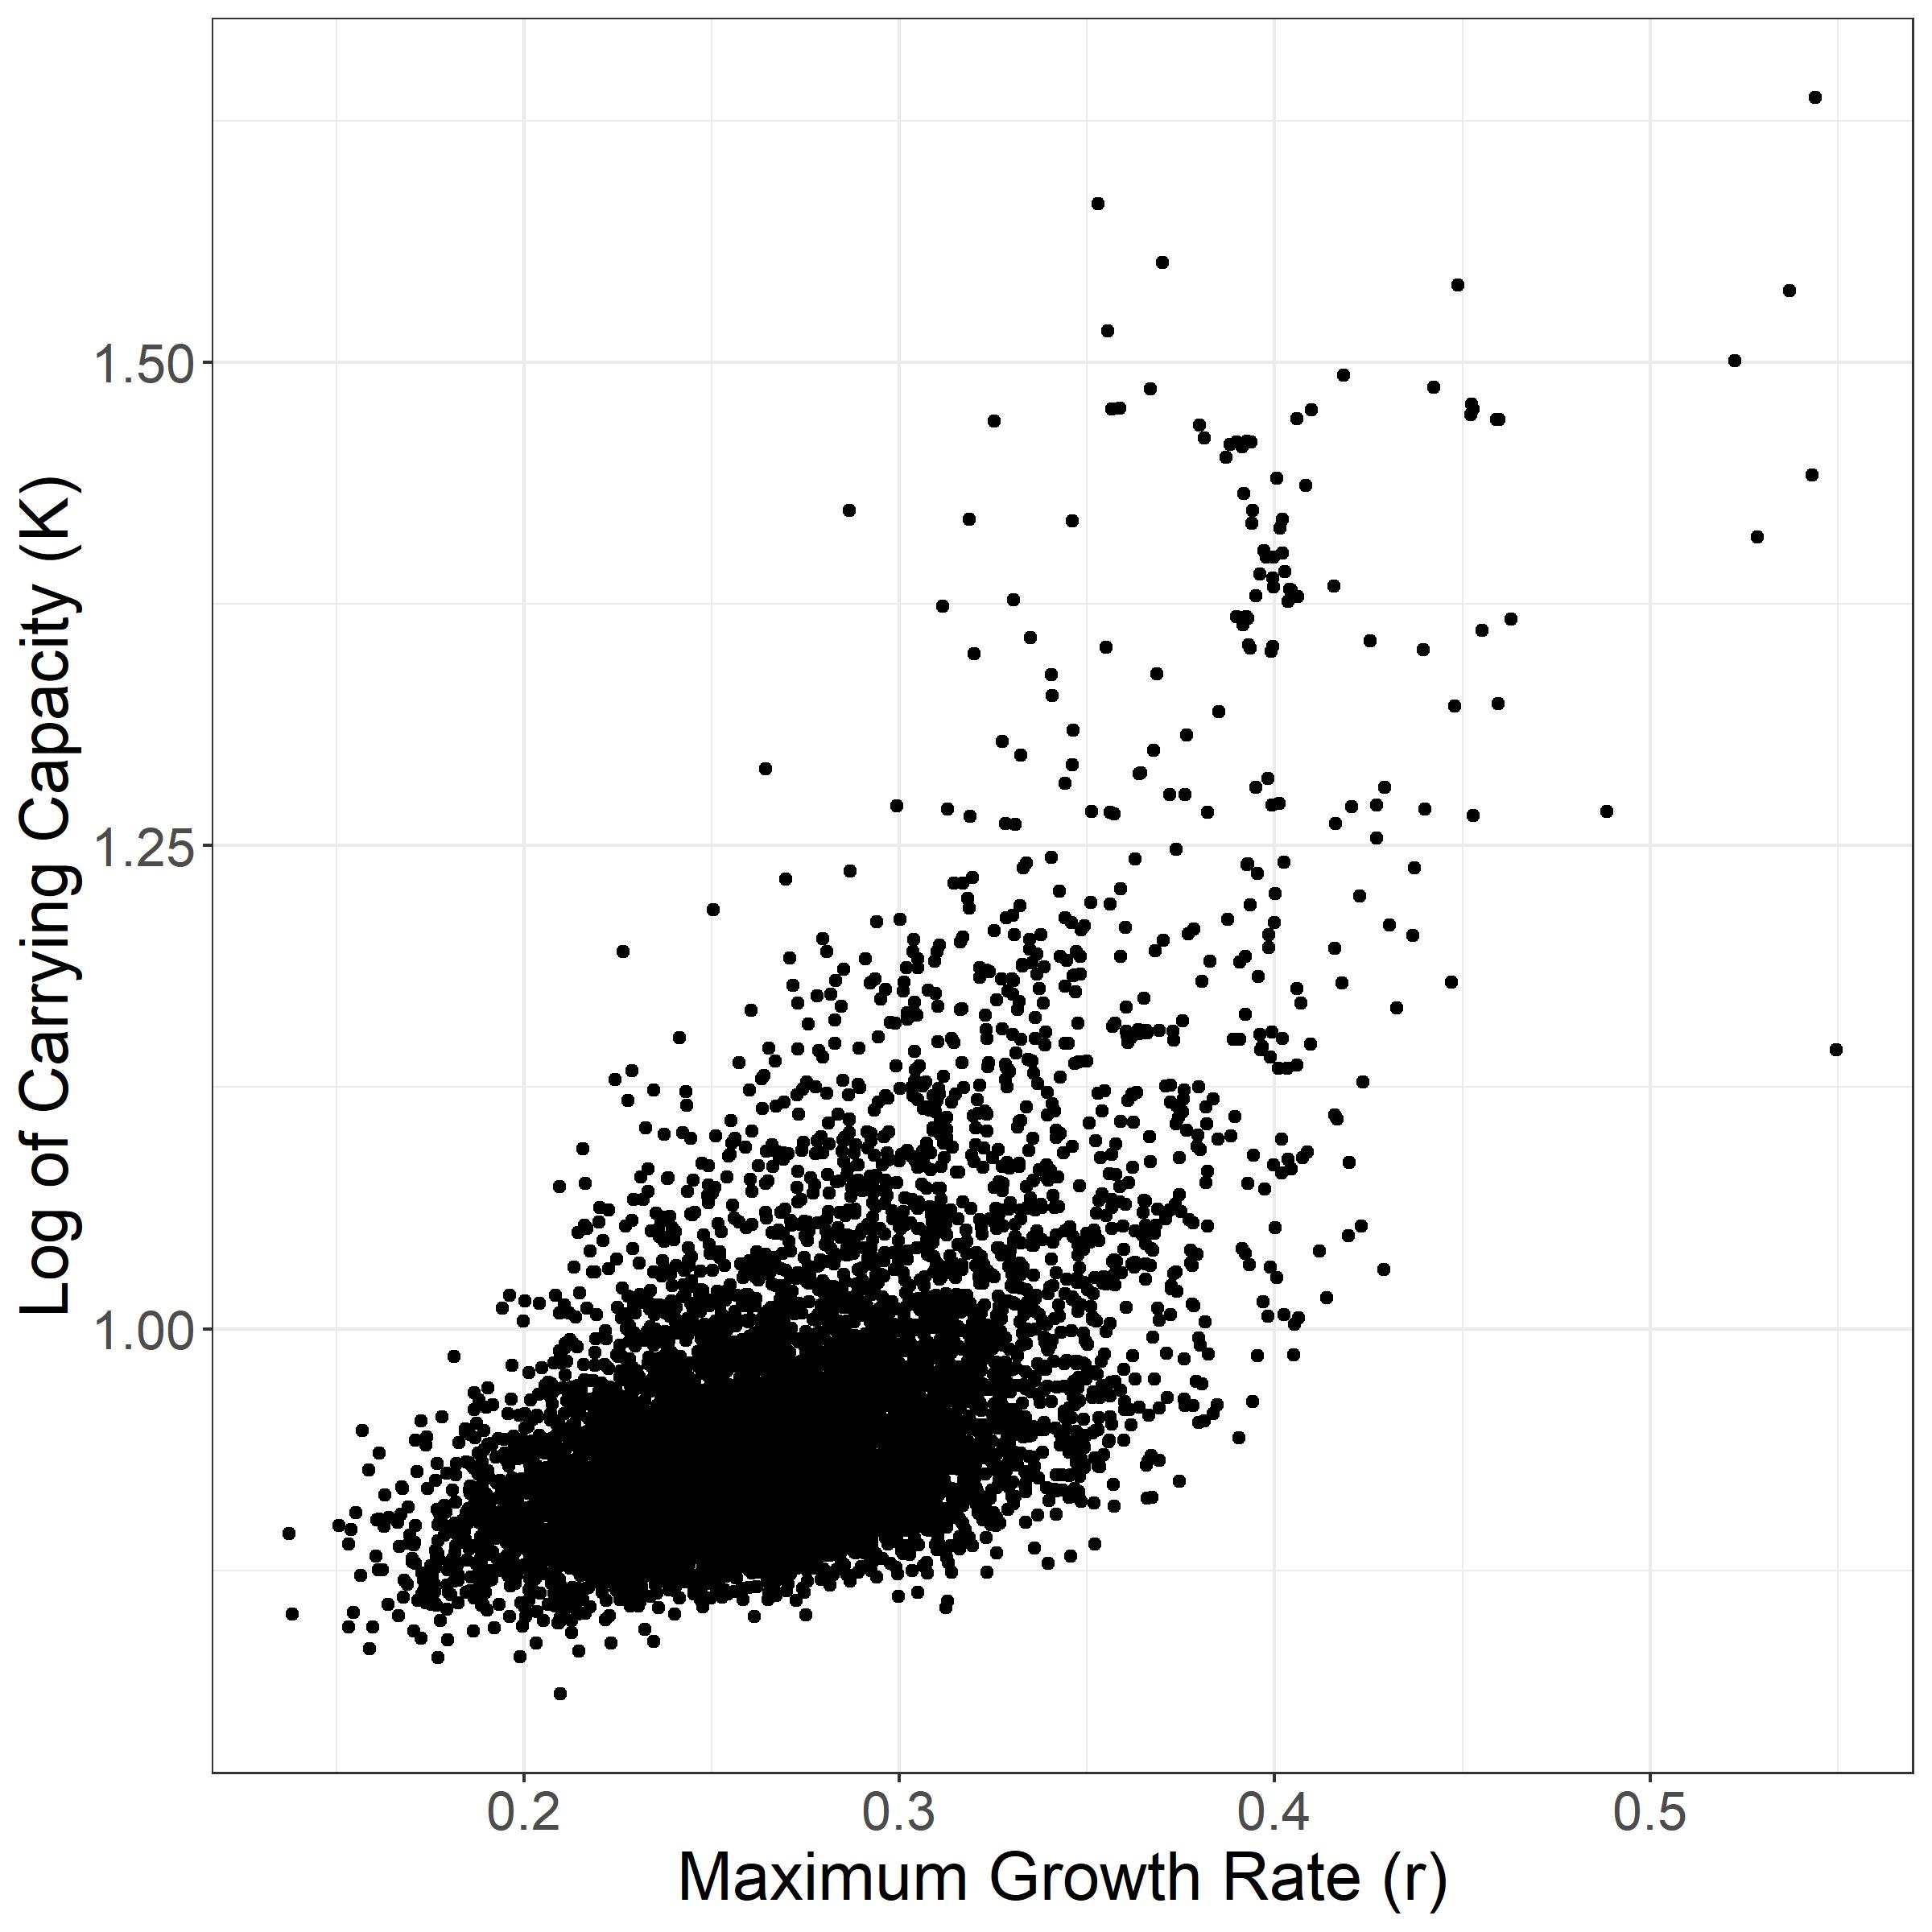 Log of Carrying Capacity (K)
1.50
1.25
1.00
0.2 0.3 0.4 0.5
Maximum Growth Rate (r)